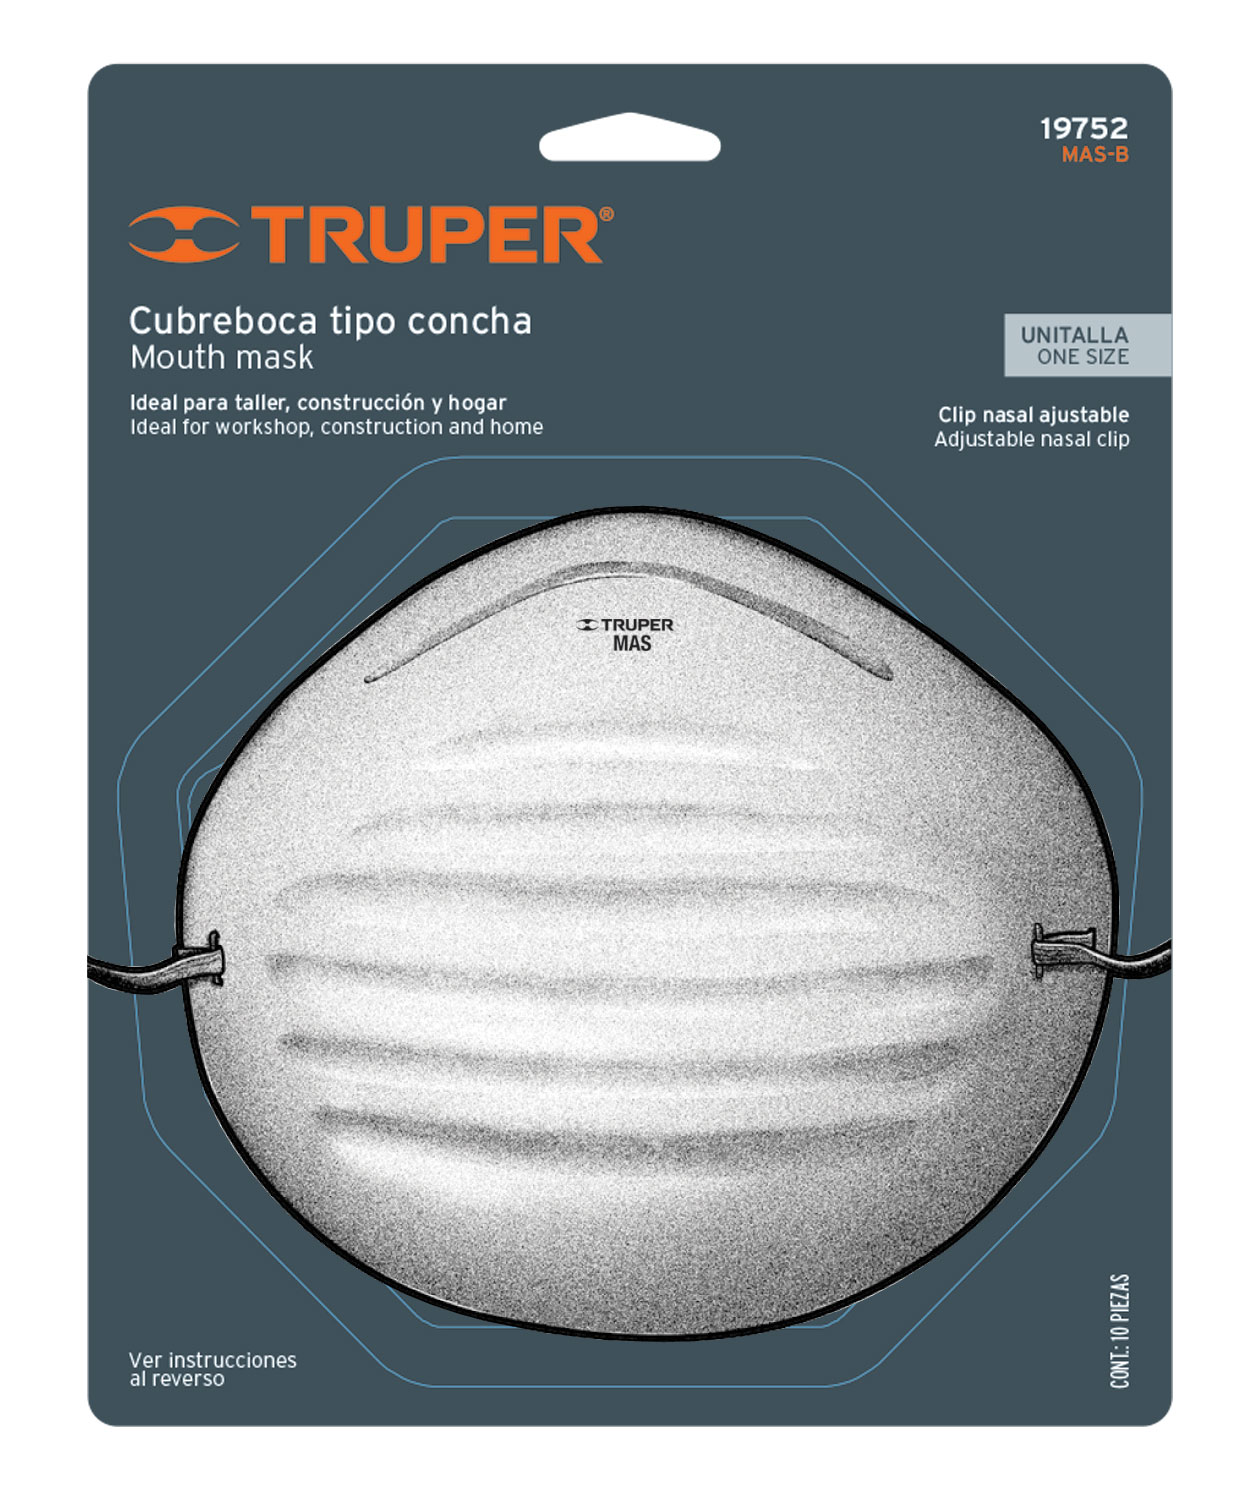 19752
MAS-B
TRUPER®
Cubreboca tipo concha
Mouth mask
UNITALLA
ONE SIZE
Ideal para taller, construcción y hogar
Ideal for workshop, construction and home
Clip nasal ajustable
Adjustable nasal clip
TRUPER
MAS
Ver instrucciones
al reverso
CONT.: 10 PIEZAS